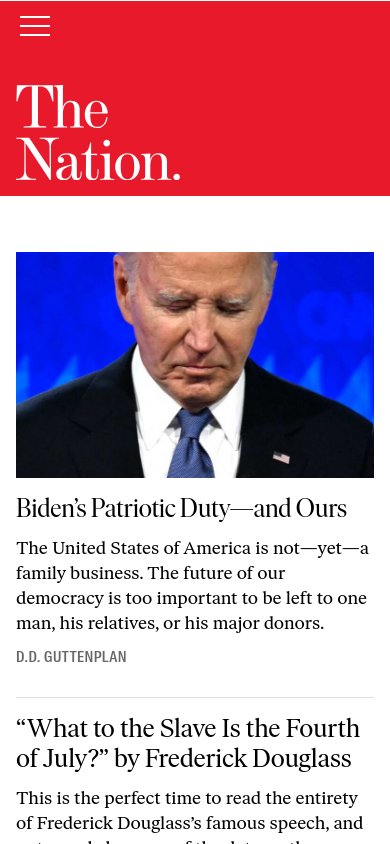 The
Nation.
CNN
Biden's Patriotic Duty—and Ours
The United States of America is not—yet—a
family business. The future of our
democracy is too important to be left to one
man, his relatives, or his major donors.
D.D. GUTTENPLAN
“What to the Slave Is the Fourth
of July?” by Frederick Douglass
This is the perfect time to read the entirety
of Frederick Douglass’s famous speech, and